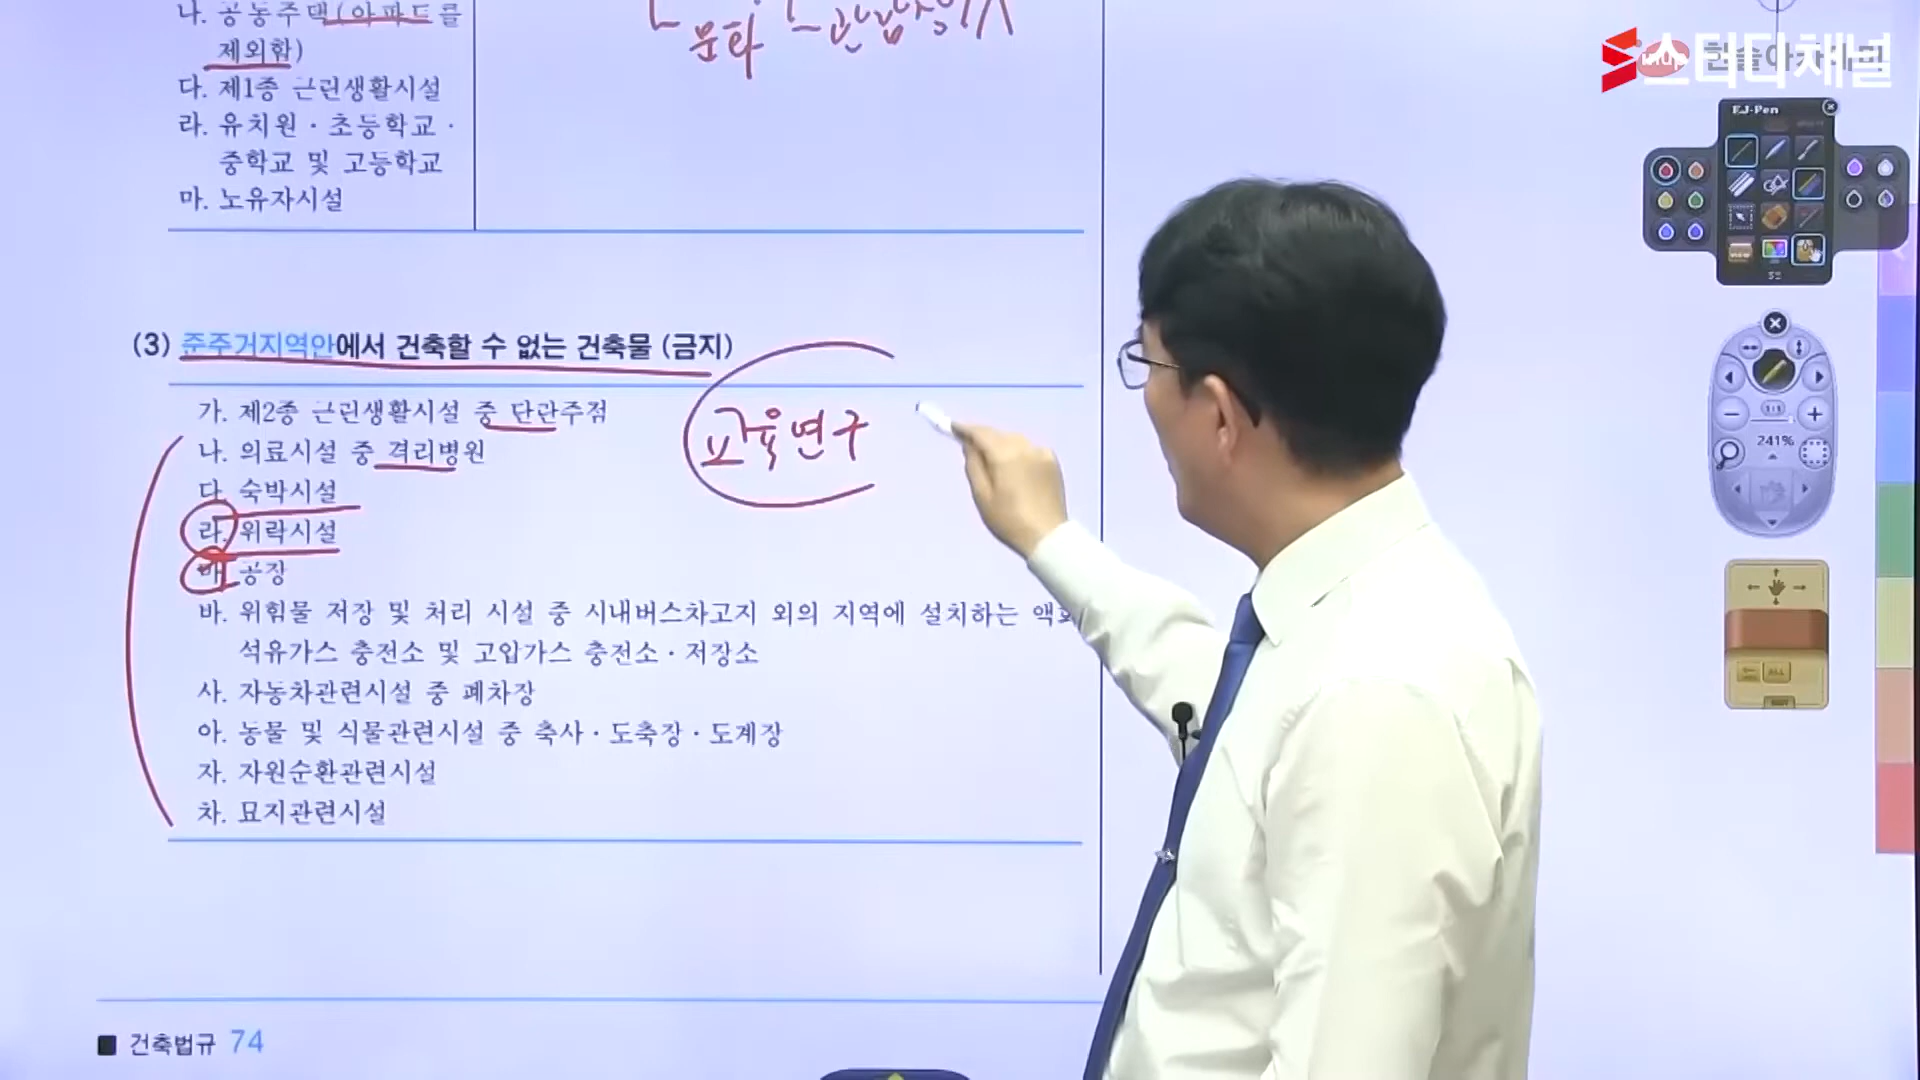 나. 공동주택(아파트를
제외함)
다. 제1종 근린생활시설
라. 유치원·초등학교·
중학교 및 고등학교
마. 노유자시설
문화
스터디채널
EJ-Pen
(3) 준주거지역안에서 건축할 수 없는 건축물 (금지)
가. 제2종 근린생활시설 중 단란주점
나. 의료시설 중 격리병원
다. 숙박시설
라. 위락시설
마. 공장
교육연구
바. 위험물 저장 및 처리 시설 중 시내버스차고지 외의 지역에 설치하는
석유가스 충전소 및 고압가스 충전소·저장소
사. 자동차관련시설 중 폐차장
아. 동물 및 식물관련시설 중 축사·도축장·도계장
자. 자원순환관련시설
차. 묘지관련시설
241%
ALL
■ 건축법규 74